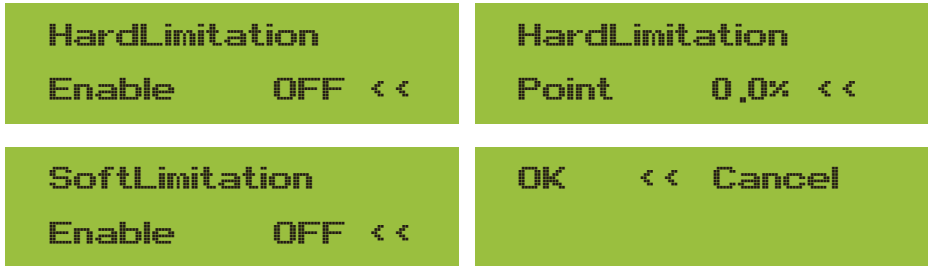 HardLimitation
Enable OFF <<
HardLimitation
Point 0.0% <<
SoftLimitation
Enable OFF <<
OK << Cancel